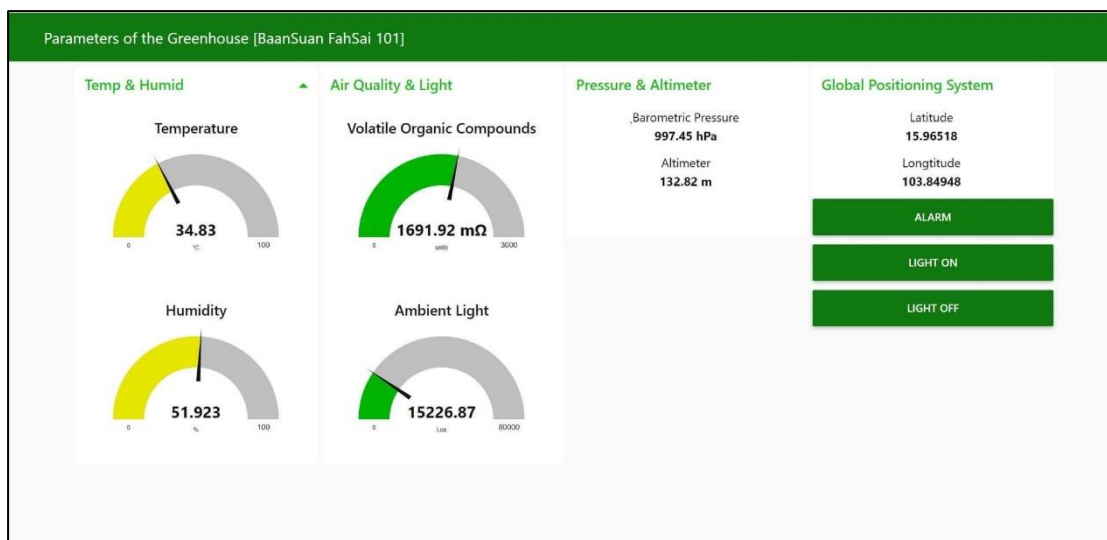 Parameters of the Greenhouse [BaanSuan FahSai 101]
Temp & Humid
Temperature
34.83
0 °C 100
Humidity
51.923
0 % 100
Air Quality & Light
Volatile Organic Compounds
1691.92 mΩ
0 units 3000
Ambient Light
15226.87
0 Lux 80000
Pressure & Altimeter
Barometric Pressure
997.45 hPa
Altimeter
132.82 m
Global Positioning System
Latitude
15.96518
Longtitude
103.84948
ALARM
LIGHT ON
LIGHT OFF